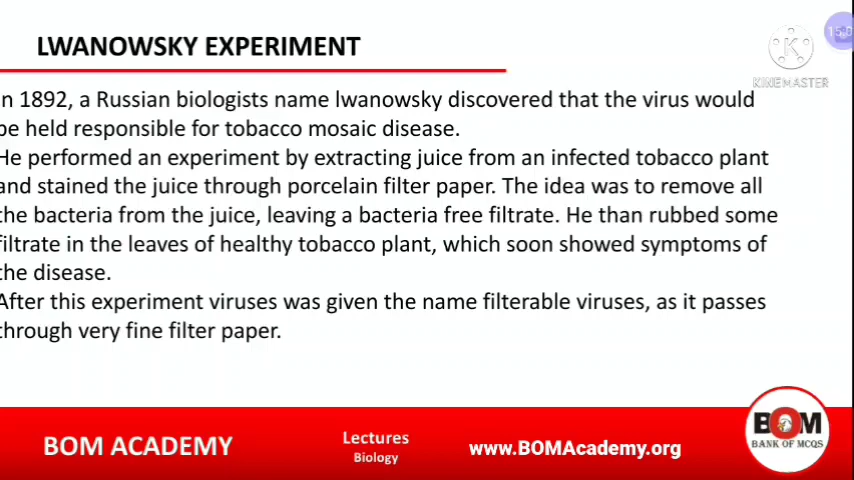 LWANOWSKY EXPERIMENT
15.0
KINEMASTER
n 1892, a Russian biologists name lwanowsky discovered that the virus would
be held responsible for tobacco mosaic disease.
He performed an experiment by extracting juice from an infected tobacco plant
and stained the juice through porcelain filter paper. The idea was to remove all
the bacteria from the juice, leaving a bacteria free filtrate. He than rubbed some
filtrate in the leaves of healthy tobacco plant, which soon showed symptoms of
the disease.
After this experiment viruses was given the name filterable viruses, as it passes
through very fine filter paper.
BOM ACADEMY
Lectures
Biology
www.BOMAcademy.org
BOM
BANK OF MCQS